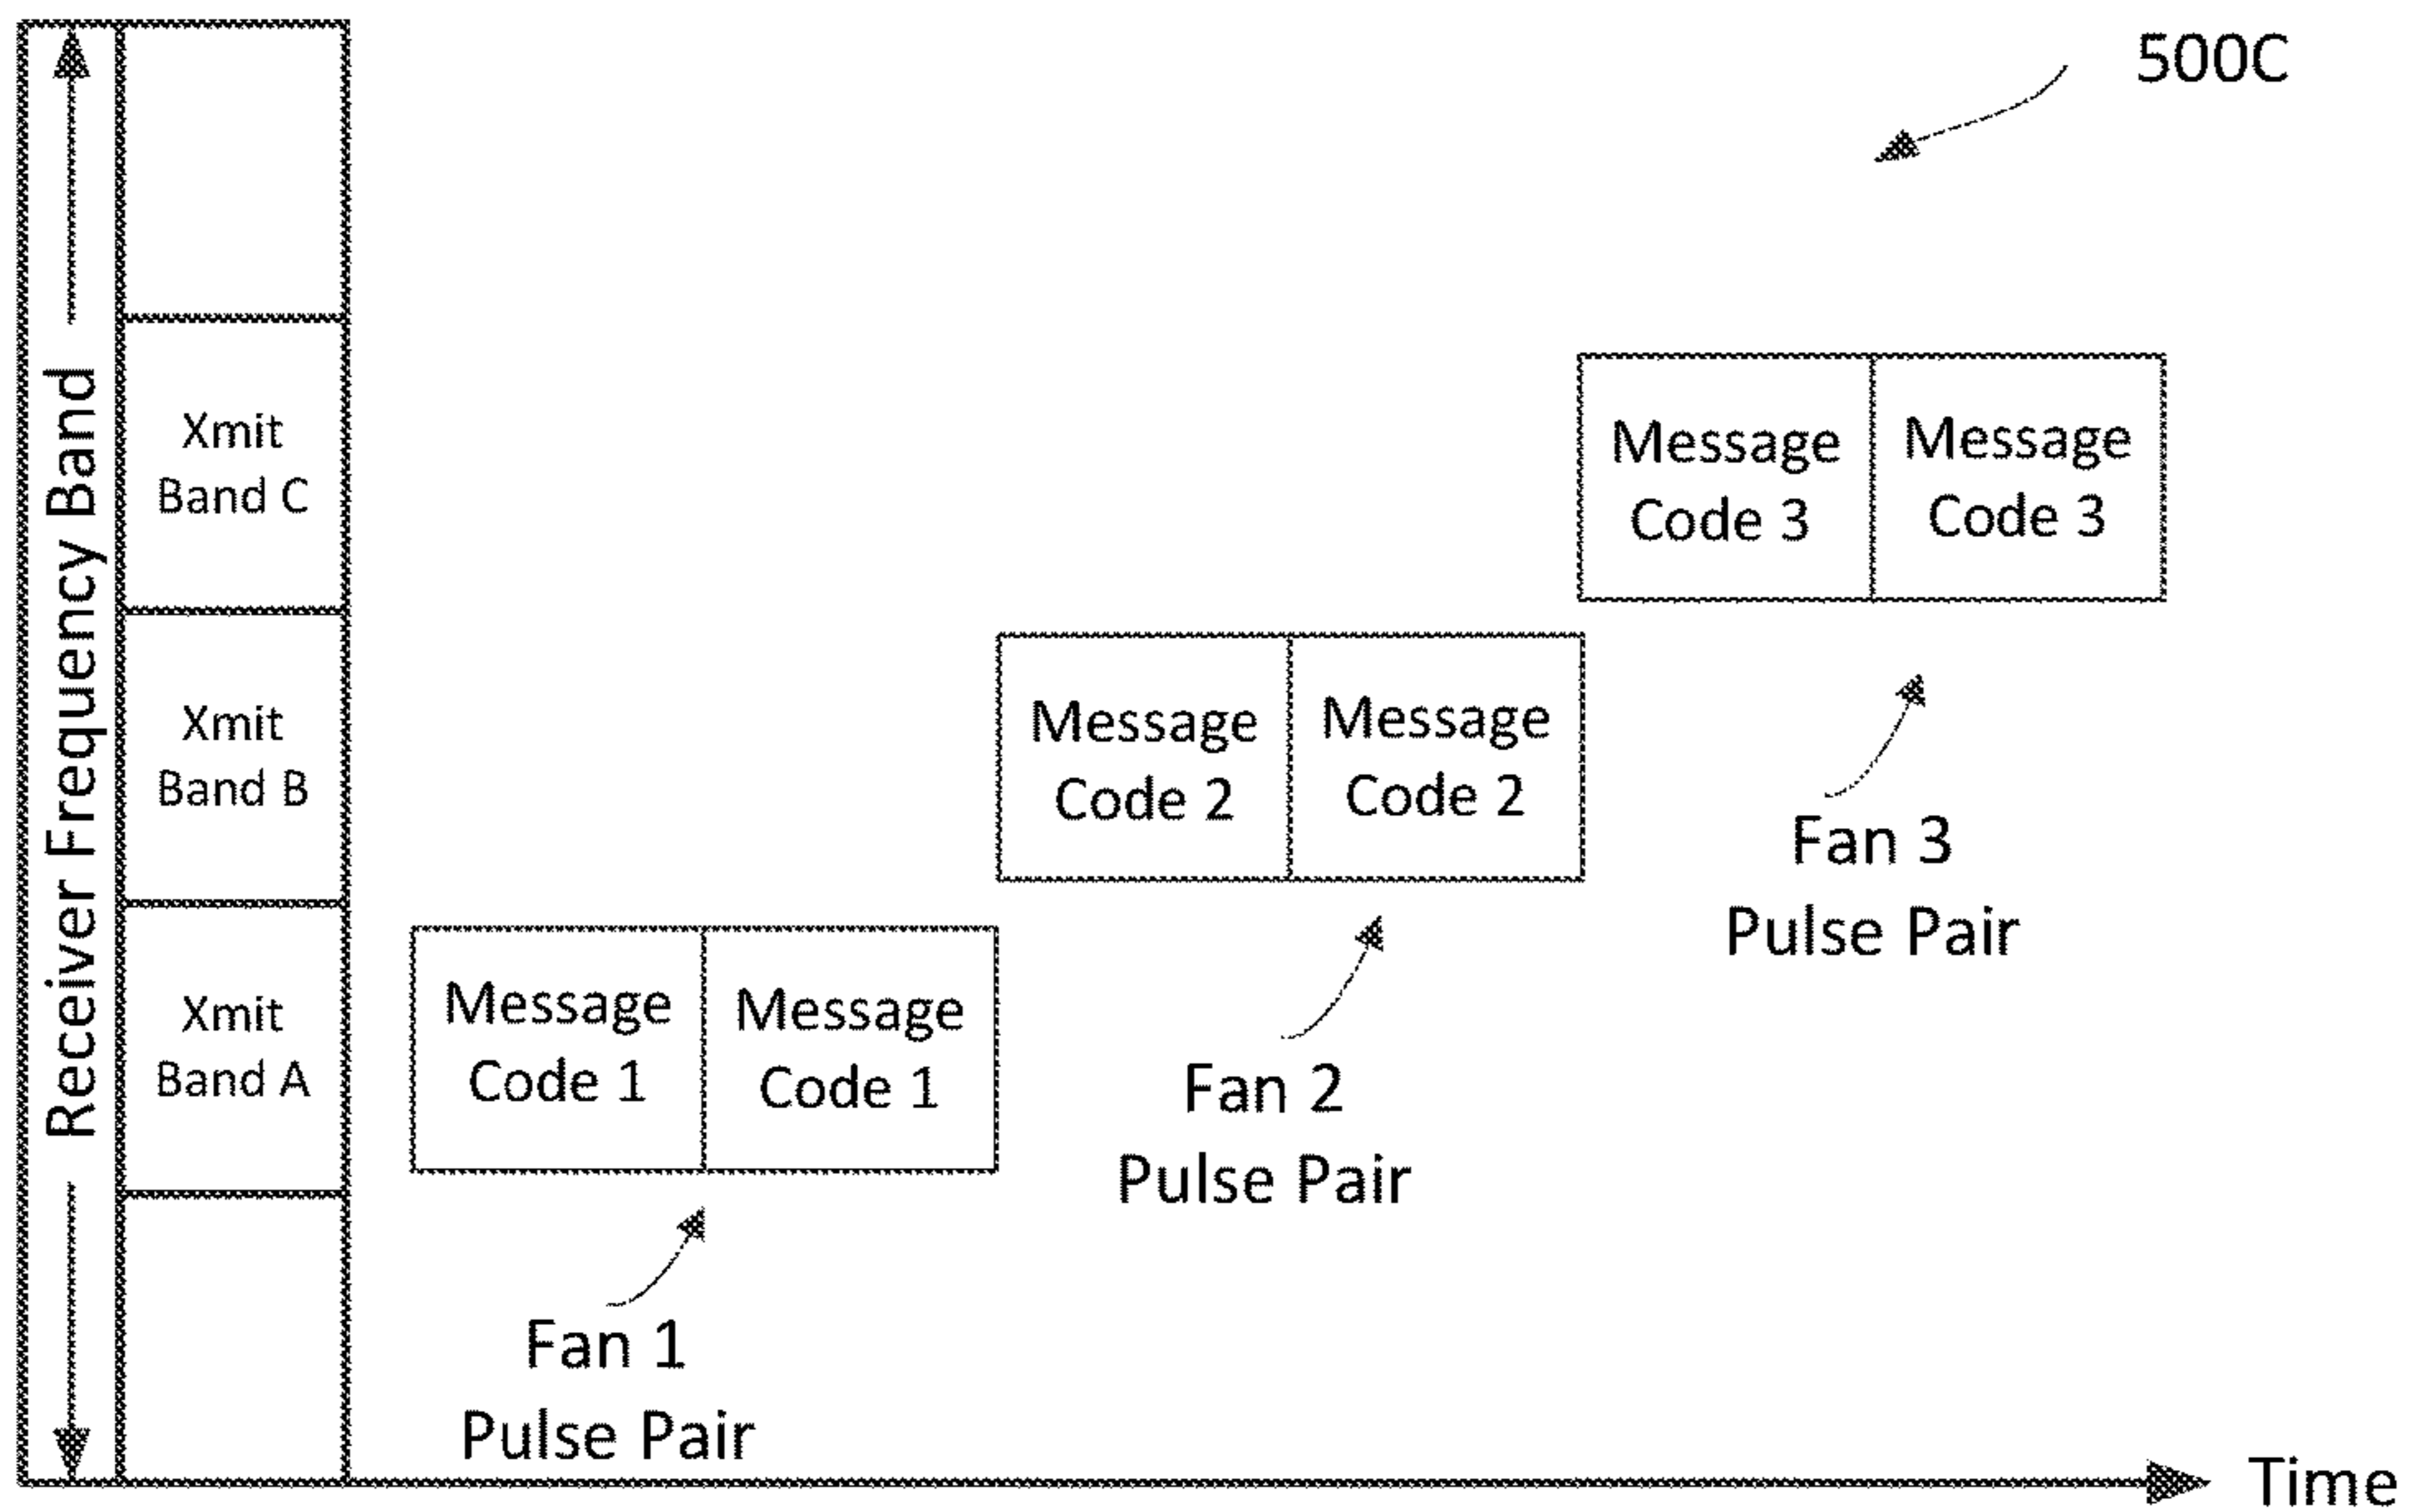 500C
Receiver Frequency Band
Xmit
Band C
Xmit
Band B
Xmit
Band A
Message
Code 3
Message
Code 3
Fan 3
Pulse Pair
Message
Code 2
Message
Code 2
Fan 2
Pulse Pair
Message
Code 1
Message
Code 1
Fan 1
Pulse Pair
Time